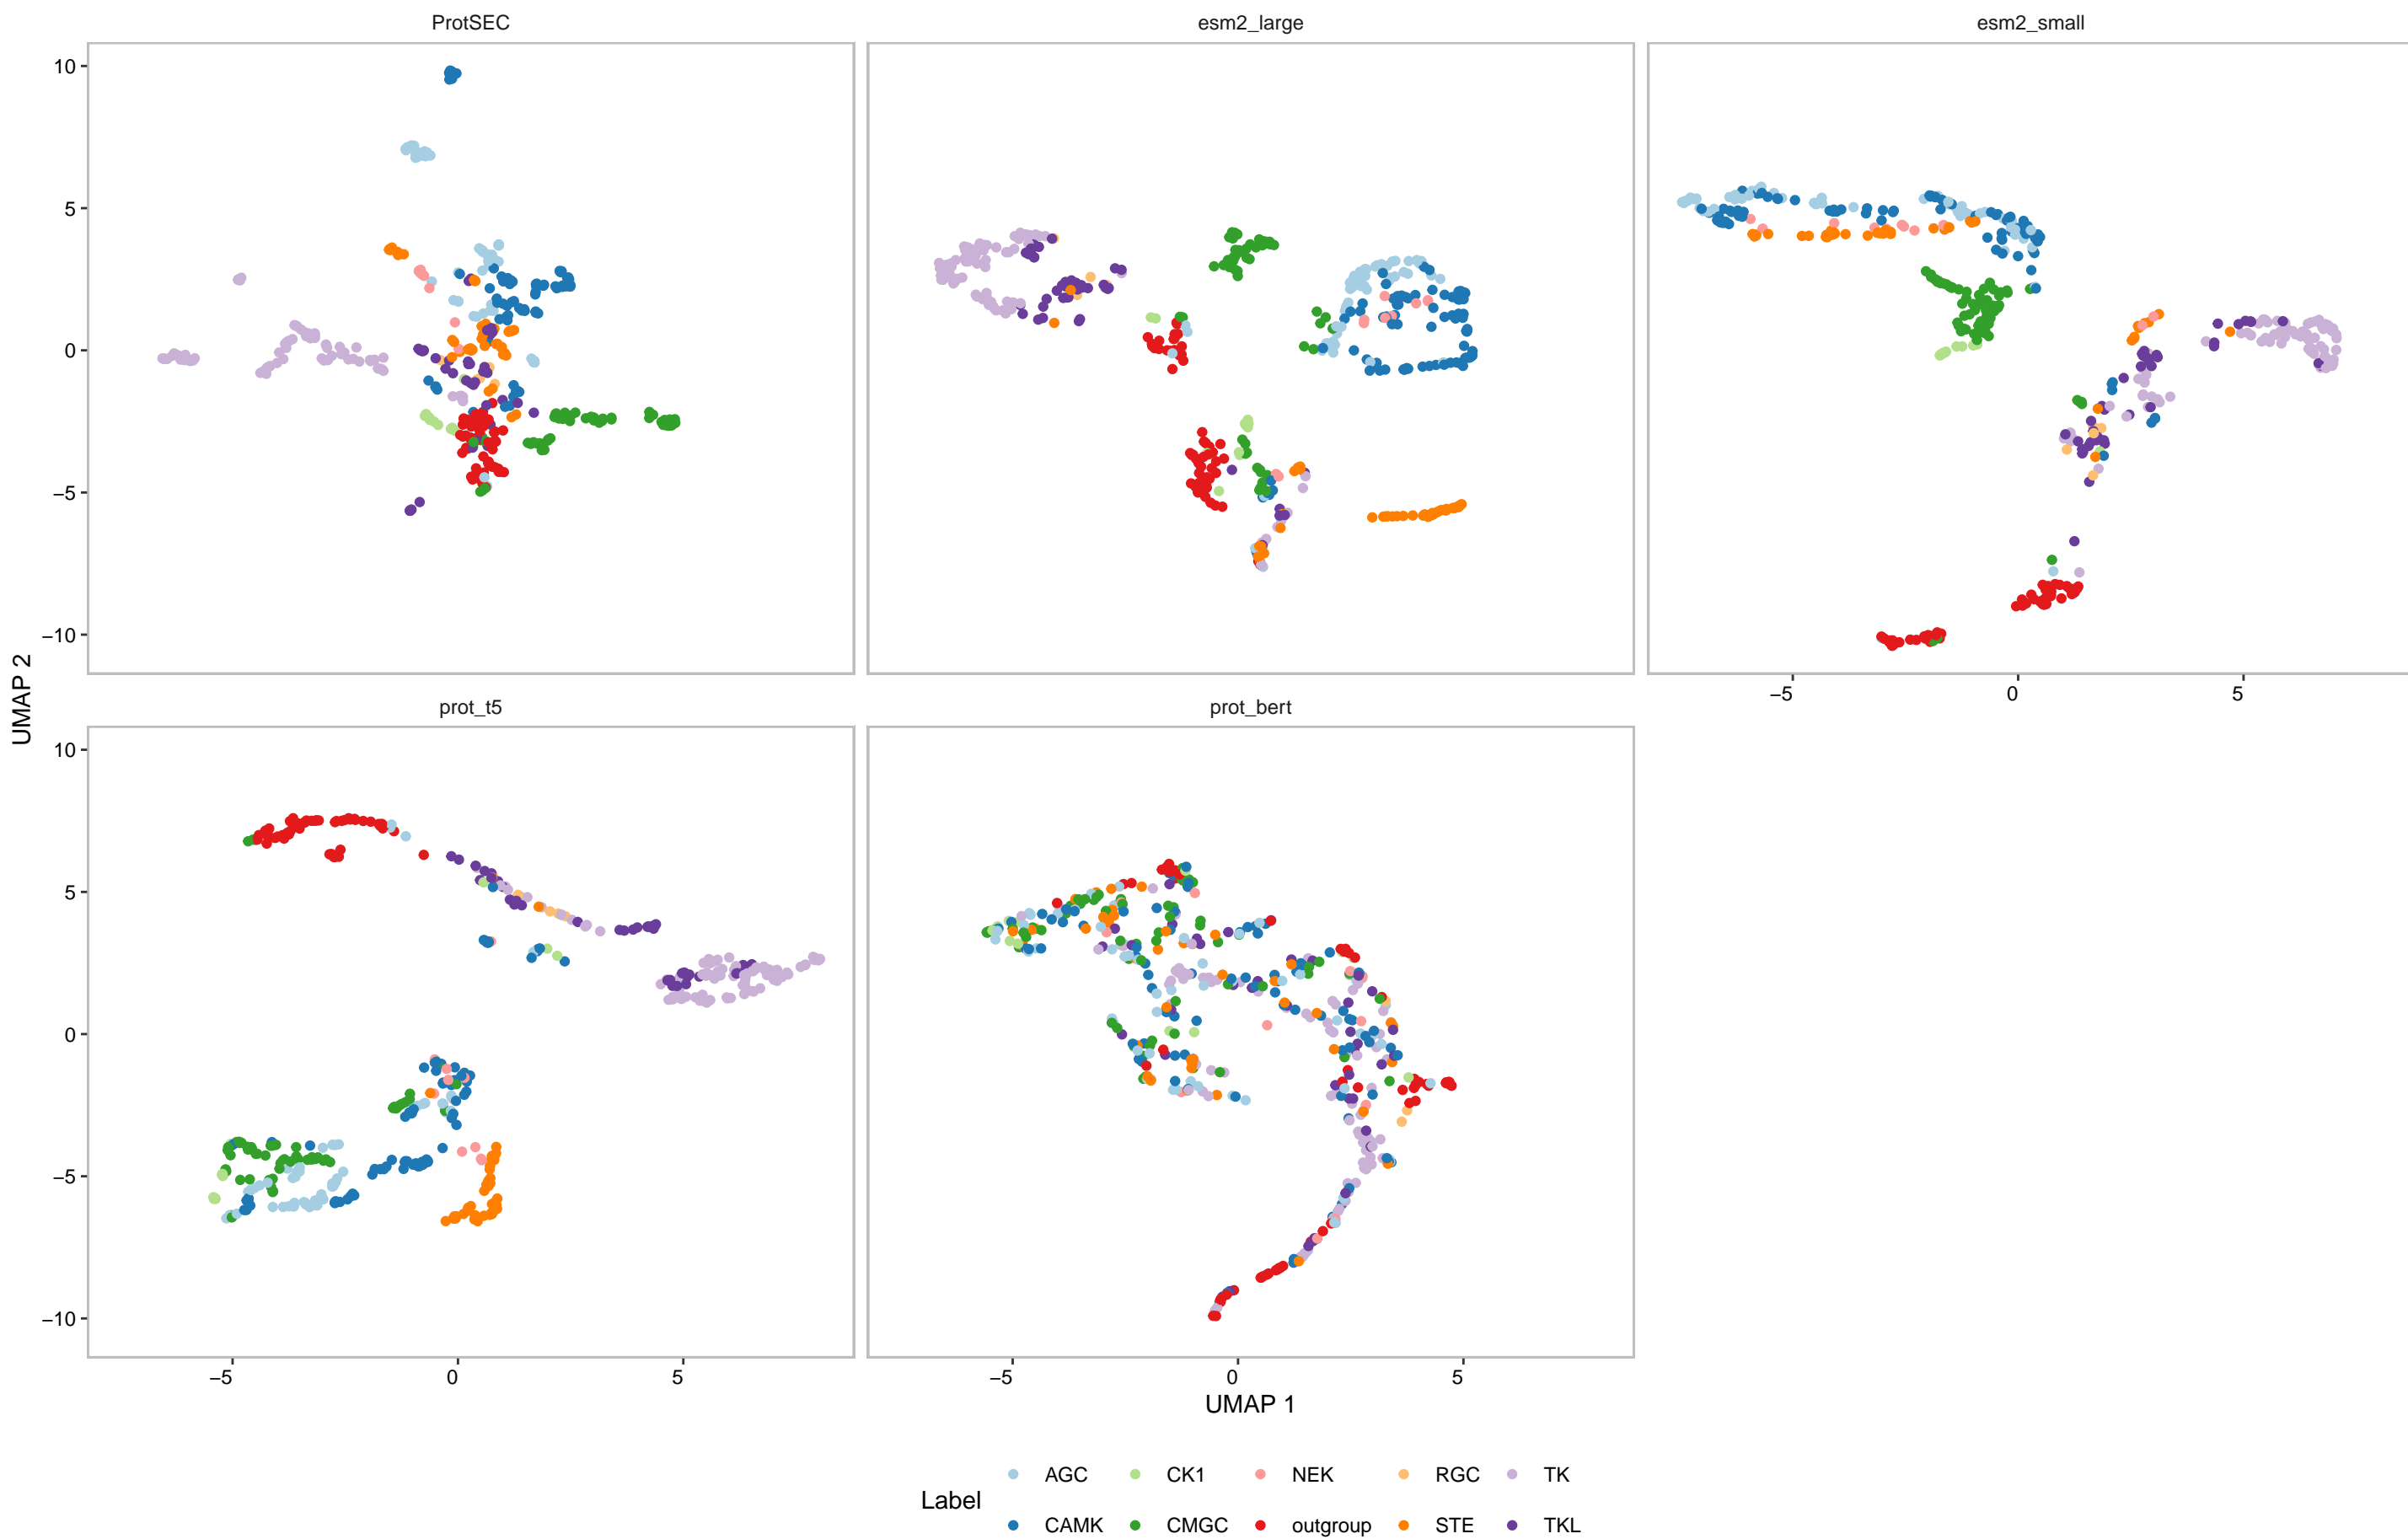 ProtSEC esm2_large esm2_small
10
5
0
−5
−10
−5 0 5
UMAP 2
prot_t5 prot_bert
10
5
0
−5
−10
−5 0 5 −5 0 5
UMAP 1
Label
AGC CK1 NEK RGC TK
CAMK CMGC outgroup STE TKL